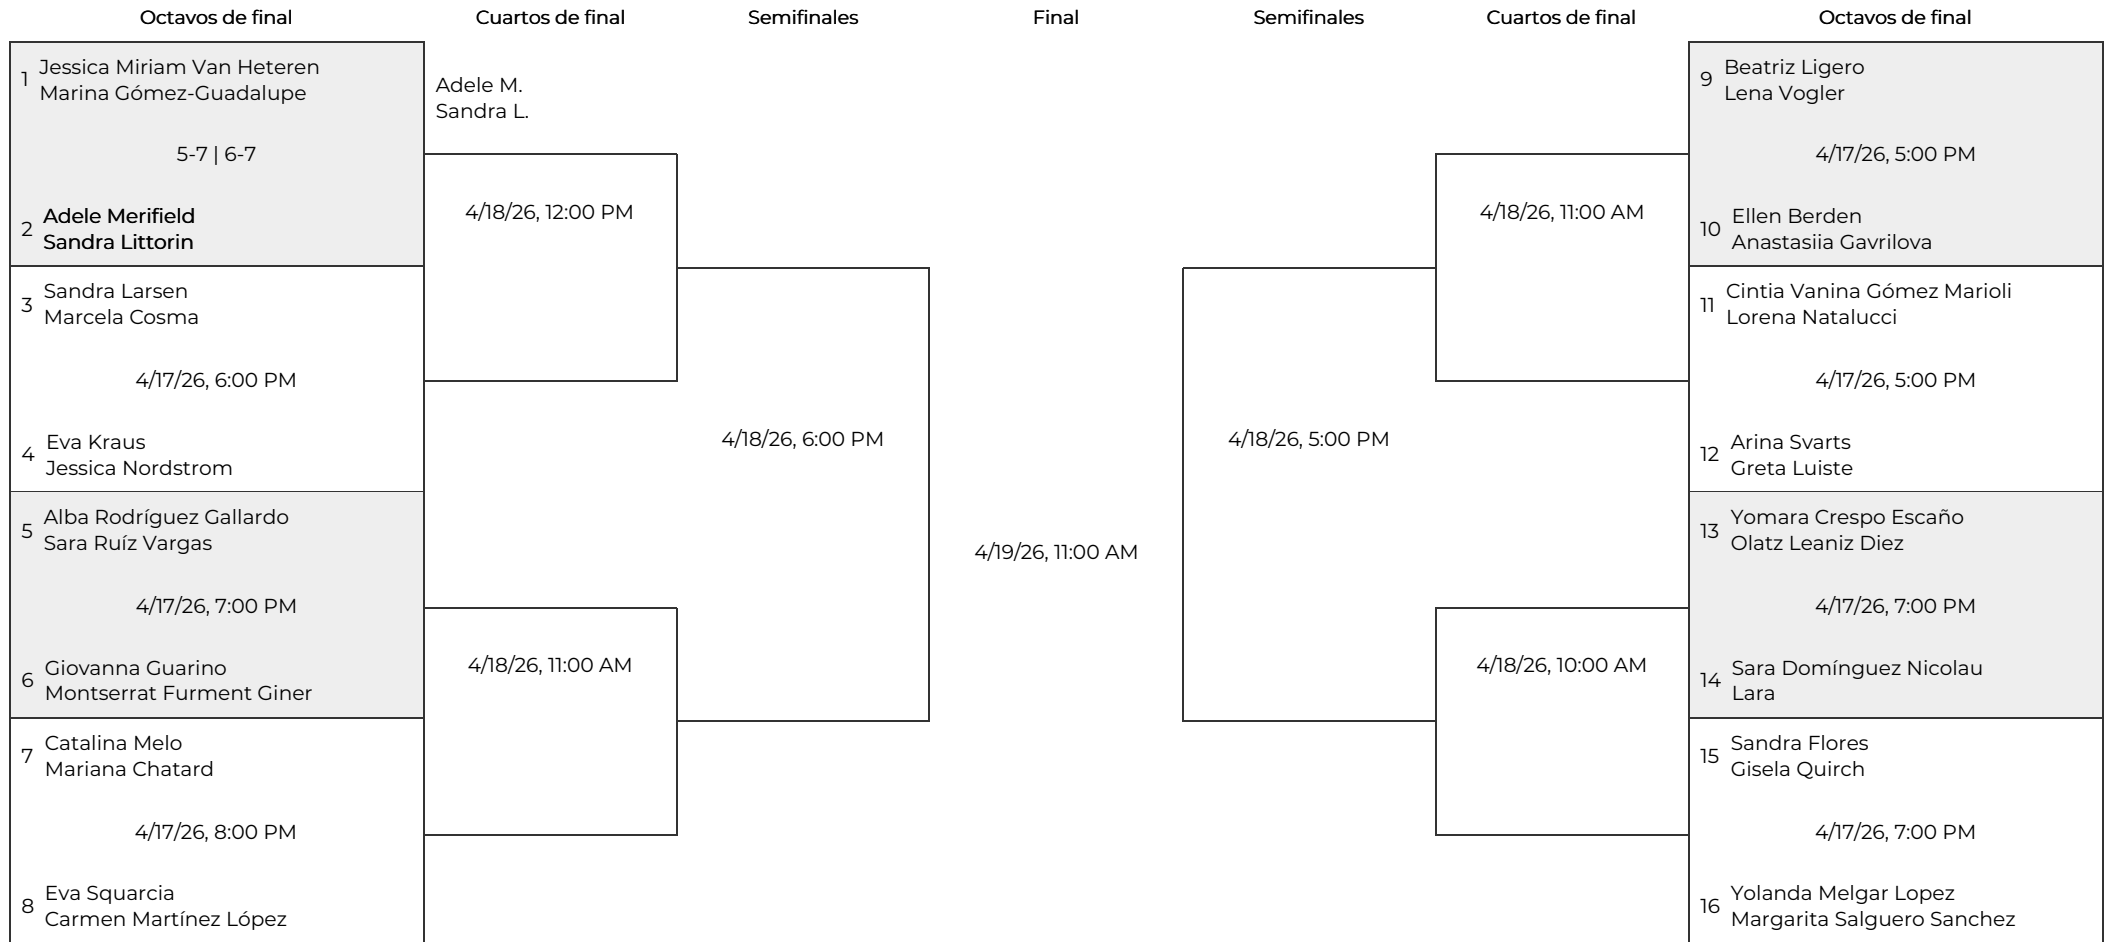 Octavos de final
Cuartos de final
Semifinales
Final
Semifinales
Cuartos de final
Octavos de final
1
Jessica Miriam Van Heteren
Marina Gómez-Guadalupe
5-7 | 6-7
2
Adele Merifield
Sandra Littorin
3
Sandra Larsen
Marcela Cosma
4/17/26, 6:00 PM
4
Eva Kraus
Jessica Nordstrom
5
Alba Rodríguez Gallardo
Sara Ruíz Vargas
4/17/26, 7:00 PM
6
Giovanna Guarino
Montserrat Furment Giner
7
Catalina Melo
Mariana Chatard
4/17/26, 8:00 PM
8
Eva Squarcia
Carmen Martínez López
Adele M.
Sandra L.
4/18/26, 12:00 PM
4/18/26, 11:00 AM
4/18/26, 6:00 PM
4/19/26, 11:00 AM
4/18/26, 5:00 PM
4/18/26, 11:00 AM
4/18/26, 10:00 AM
9
Beatriz Ligero
Lena Vogler
4/17/26, 5:00 PM
10
Ellen Berden
Anastasiia Gavrilova
11
Cintia Vanina Gómez Marioli
Lorena Natalucci
4/17/26, 5:00 PM
12
Arina Svarts
Greta Luiste
13
Yomara Crespo Escaño
Olatz Leaniz Diez
4/17/26, 7:00 PM
14
Sara Domínguez Nicolau
Lara
15
Sandra Flores
Gisela Quirch
4/17/26, 7:00 PM
16
Yolanda Melgar Lopez
Margarita Salguero Sanchez